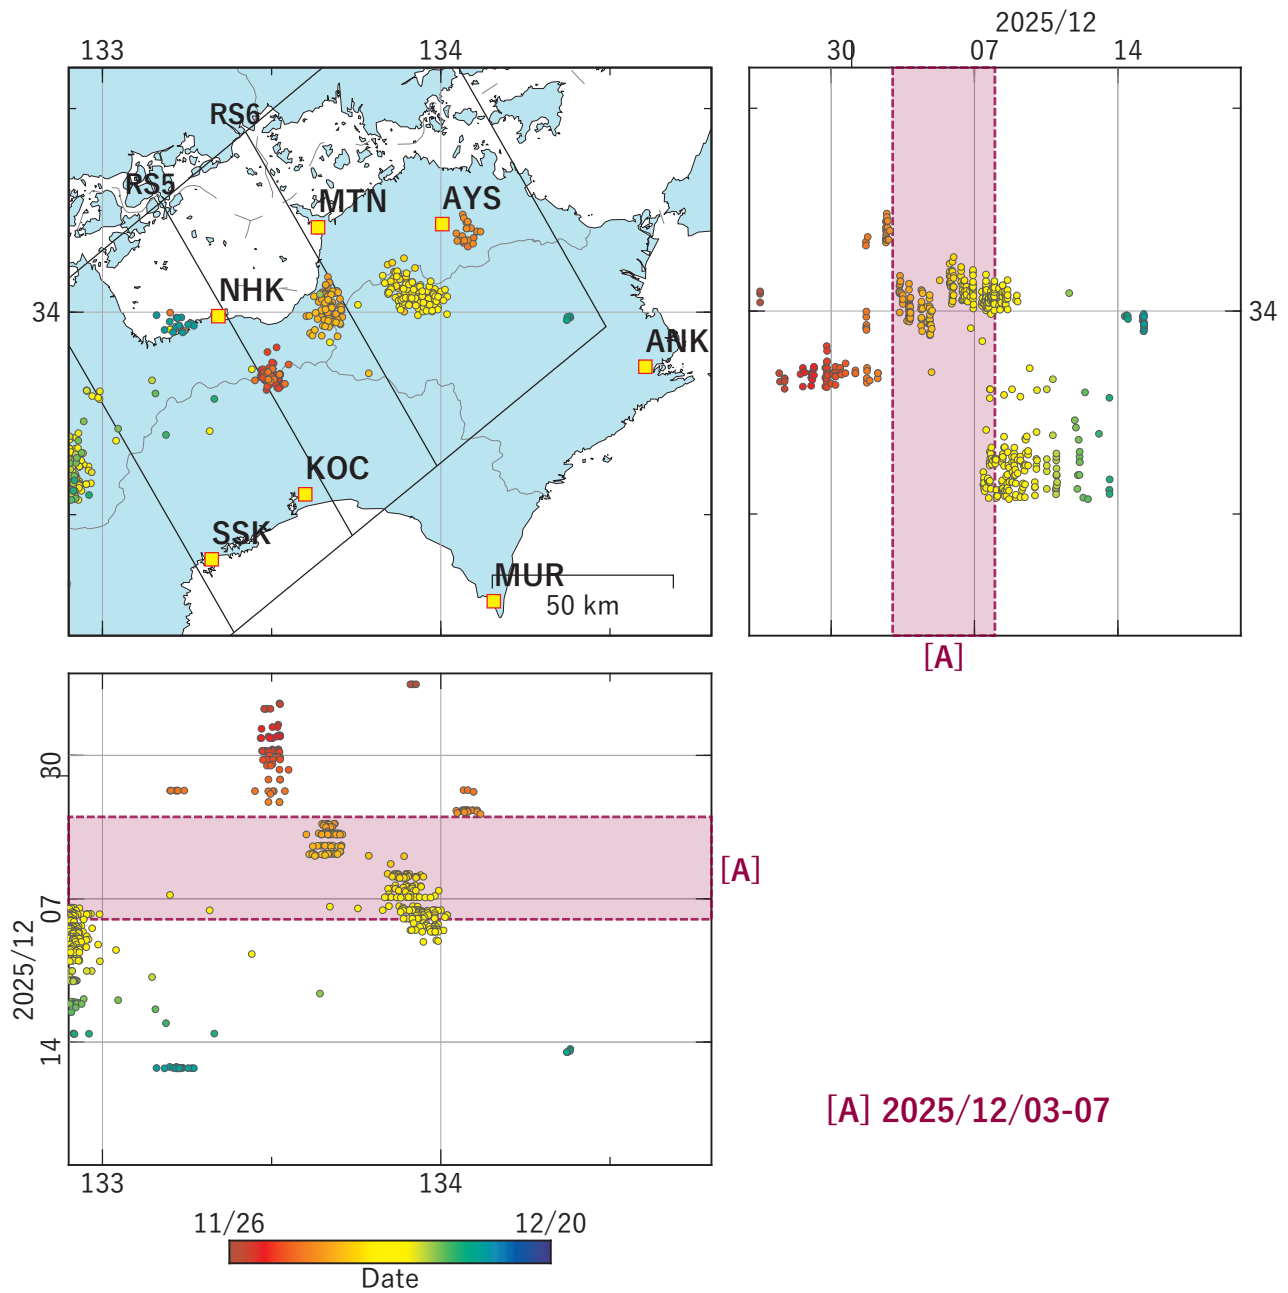 2025/12
133
134
30
07
14
RS6
RS5
MTN
AYS
NHK
34
34
ANK
KOC
SSK
MUR
50 km
[A]
30
07
14
2025/12
[A]
[A] 2025/12/03-07
133
134
11/26
12/20
Date